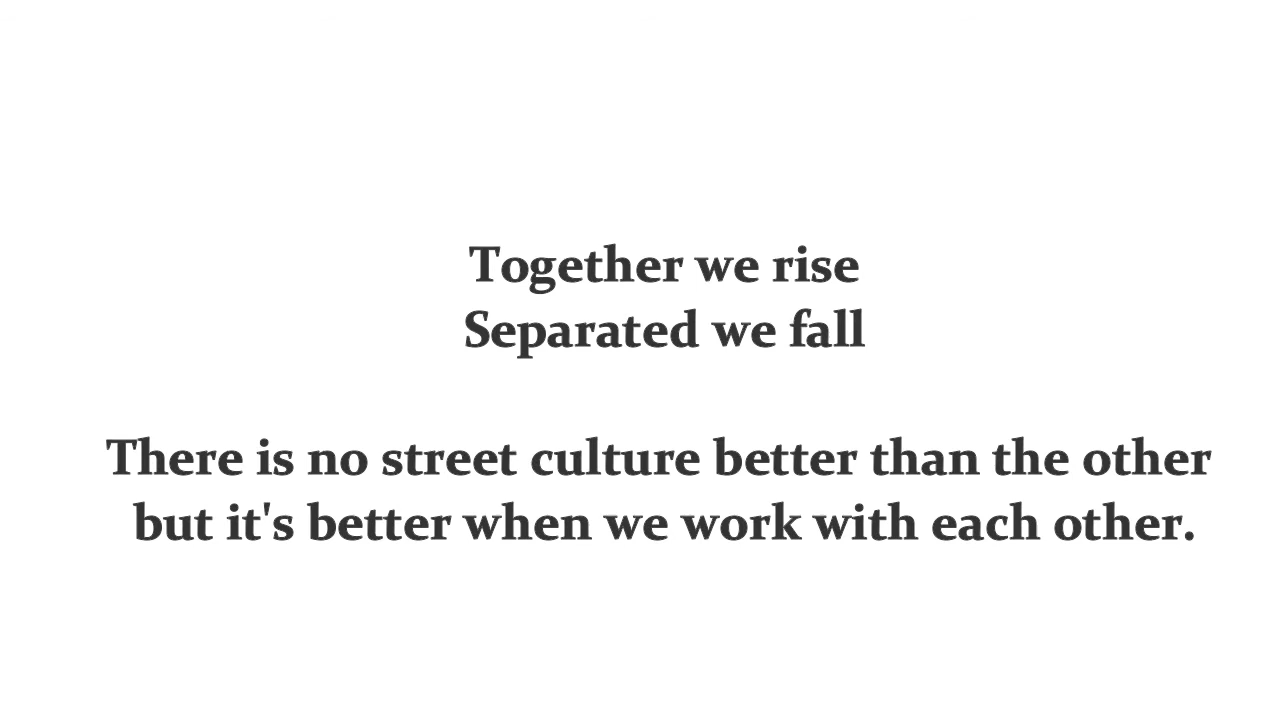 Together we rise
Separated we fall
There is no street culture better than the other
but it's better when we work with each other.